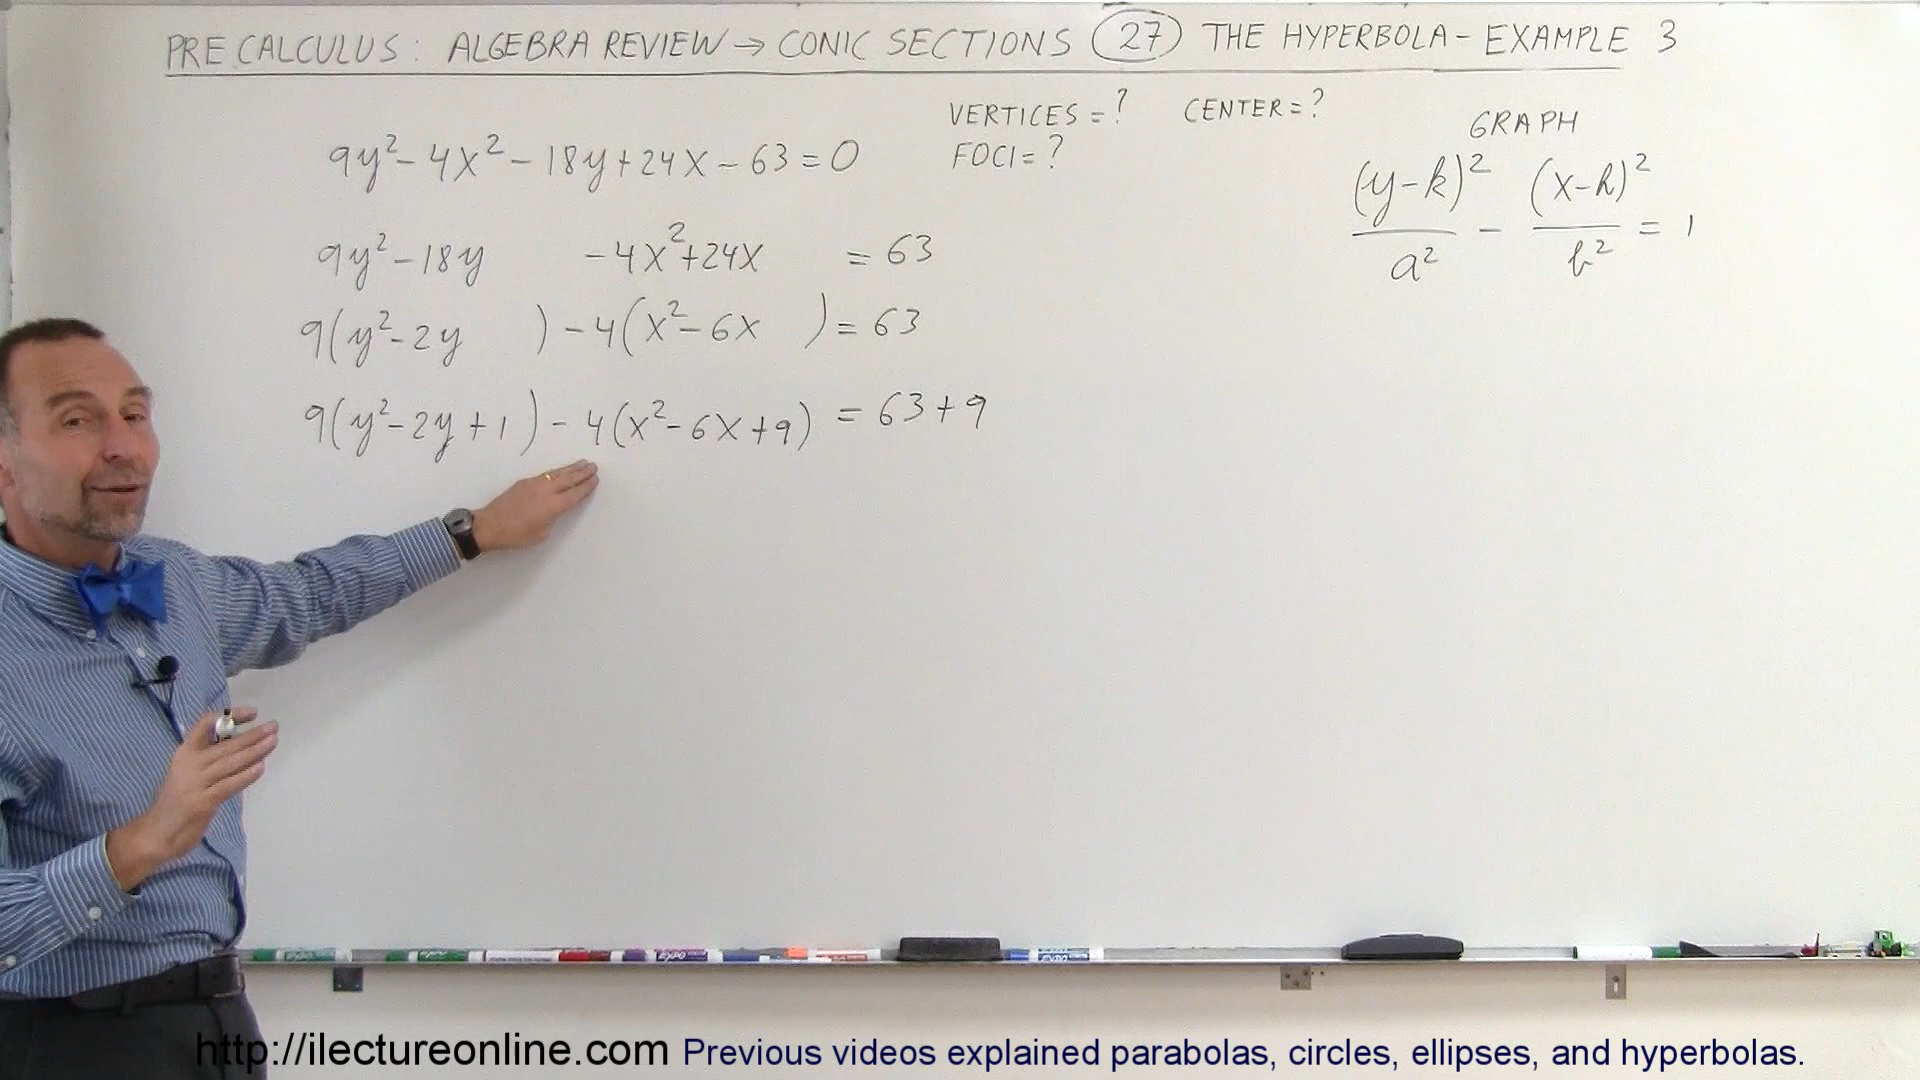 PRE CALCULUS: ALGEBRA REVIEW → CONIC SECTIONS (27) THE HYPERBOLA - EXAMPLE 3
VERTICES = ? CENTER = ?
FOCI = ?
GRAPH
9y² - 4x² - 18y + 24x - 63 = 0
(y-k)²/a² - (x-h)²/b² = 1
9y² - 18y - 4x² + 24x = 63
9(y² - 2y ) - 4(x² - 6x ) = 63
9(y² - 2y + 1) - 4(x² - 6x + 9) = 63 + 9
http://ilectureonline.com Previous videos explained parabolas, circles, ellipses, and hyperbolas.